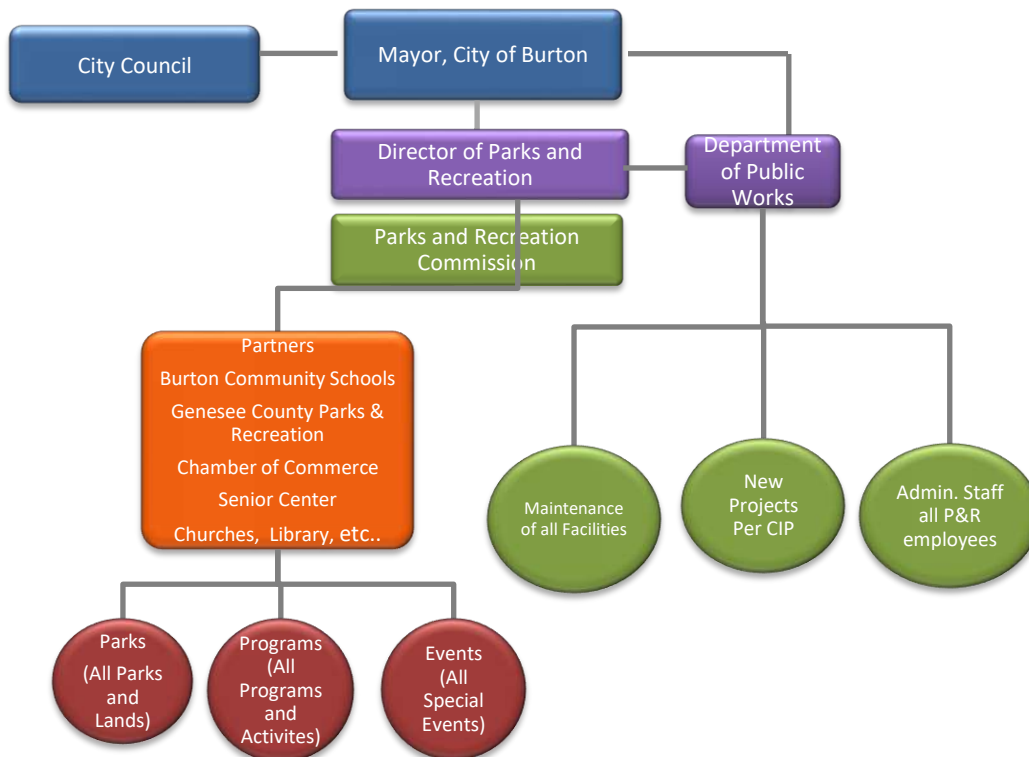 City Council
Mayor, City of Burton
Director of Parks and
Recreation
Department
of Public
Works
Parks and Recreation
Commission
Partners
Burton Community Schools
Genesee County Parks &
Recreation
Chamber of Commerce
Senior Center
Churches, Library, etc..
Maintenance
of all Facilities
New
Projects
Per CIP
Admin. Staff
all P&R
employees
Parks
(All Parks
and
Lands)
Programs
(All
Programs
and
Activites)
Events
(All
Special
Events)